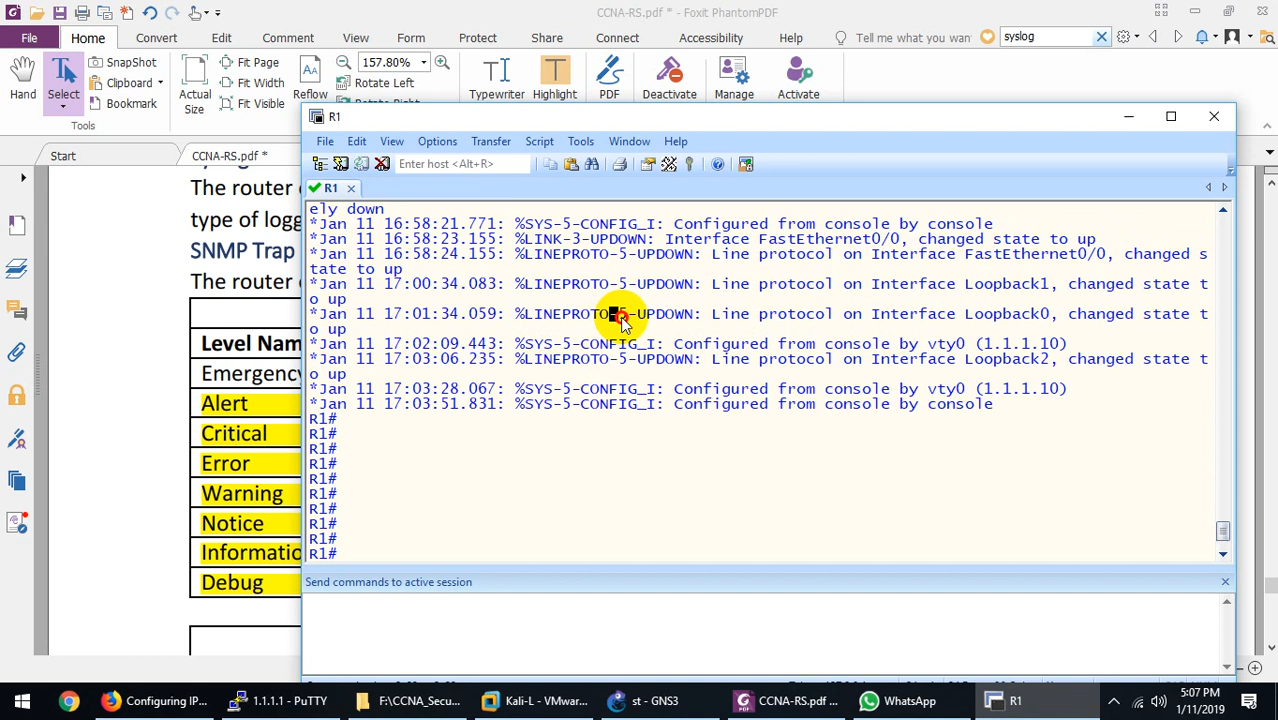 CCNA-RS.pdf * - Foxit PhantomPDF
File Home Convert Edit Comment View Form Protect Share Connect Accessibility Help Tell me what you want syslog
Hand
Select
SnapShot
Clipboard
Bookmark
Tools
Actual Size
Fit Page
Fit Width
Fit Visible
Reflow
157.80%
Rotate Left
Typewriter
Highlight
PDF
Deactivate
Manage
Activate
R1
File Edit View Options Transfer Script Tools Window Help
Start
CCNA-RS.pdf *
Enter host <Alt+R>
R1
The router
type of logg
SNMP Trap
The router
Level Nam
Emergency
Alert
Critical
Error
Warning
Notice
Informatio
Debug
ely down
*Jan 11 16:58:21.771: %SYS-5-CONFIG_I: Configured from console by console
*Jan 11 16:58:23.155: %LINK-3-UPDOWN: Interface FastEthernet0/0, changed state to up
*Jan 11 16:58:24.155: %LINEPROTO-5-UPDOWN: Line protocol on Interface FastEthernet0/0, changed s
tate to up
*Jan 11 17:00:34.083: %LINEPROTO-5-UPDOWN: Line protocol on Interface Loopback1, changed state t
o up
*Jan 11 17:01:34.059: %LINEPROTO-5-UPDOWN: Line protocol on Interface Loopback0, changed state t
o up
*Jan 11 17:02:09.443: %SYS-5-CONFIG_I: Configured from console by vty0 (1.1.1.10)
*Jan 11 17:03:06.235: %LINEPROTO-5-UPDOWN: Line protocol on Interface Loopback2, changed state t
o up
*Jan 11 17:03:28.067: %SYS-5-CONFIG_I: Configured from console by vty0 (1.1.1.10)
*Jan 11 17:03:51.831: %SYS-5-CONFIG_I: Configured from console by console
R1#
R1#
R1#
R1#
R1#
R1#
R1#
R1#
R1#
R1#
Send commands to active session
Configuring IP... 1.1.1.1 - PuTTY F:\CCNA_Secu... Kali-L - VMwar... st - GNS3 CCNA-RS.pdf ... WhatsApp R1
5:07 PM
1/11/2019